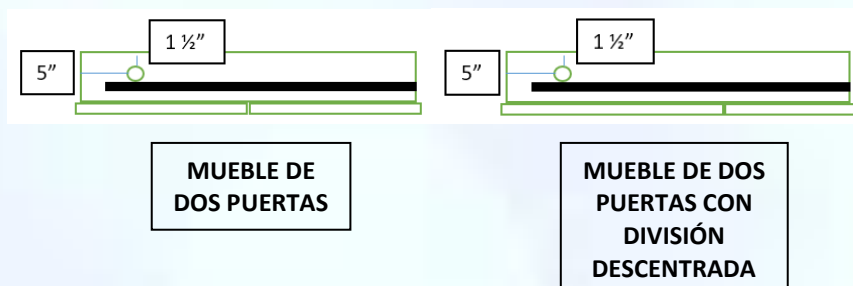 1 ½”
5”
1 ½”
5”
MUEBLE DE
DOS PUERTAS
MUEBLE DE DOS
PUERTAS CON
DIVISIÓN
DESCENTRADA